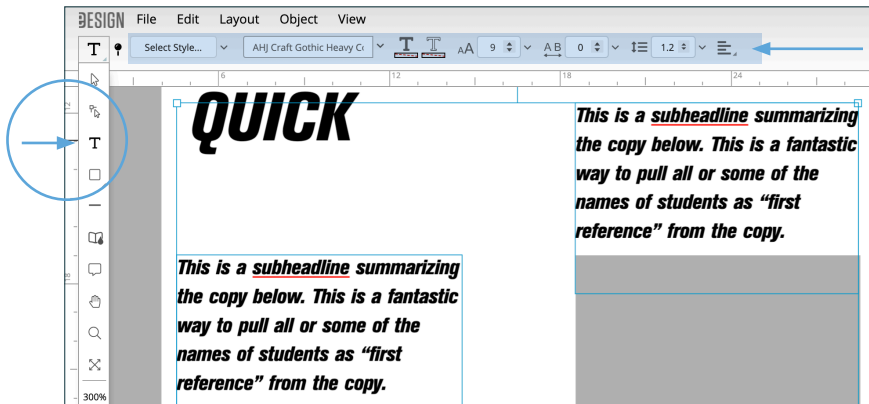 DESIGN File Edit Layout Object View
T Select Style... AHJ Craft Gothic Heavy Co T T AA 9 AB 0 1.2
6 12 18 24
12
T
18
300%
QUICK
This is a subheadline summarizing
the copy below. This is a fantastic
way to pull all or some of the
names of students as “first
reference” from the copy.
This is a subheadline summarizing
the copy below. This is a fantastic
way to pull all or some of the
names of students as “first
reference” from the copy.